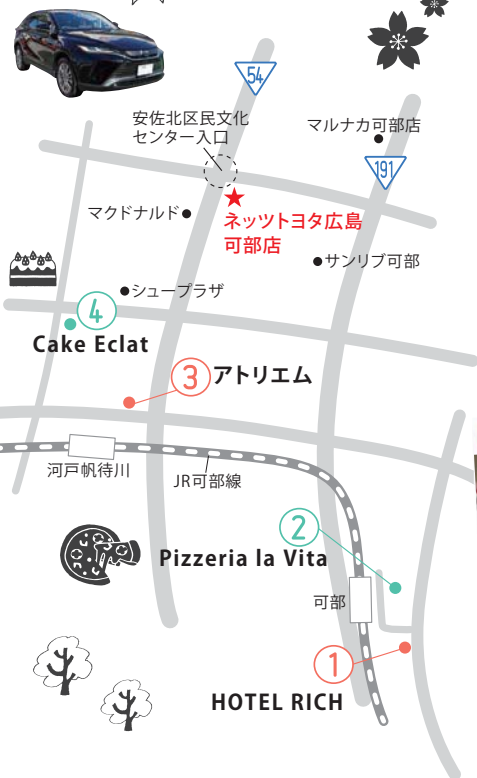 54
安佐北区民文化
センター入口
マルナカ可部店
191
マクドナルド
ネッツトヨタ広島
可部店
サンリブ可部
シュープラザ
4
Cake Eclat
3 アトリエム
河戸帆待川
JR可部線
2
Pizzeria la Vita
可部
1
HOTEL RICH